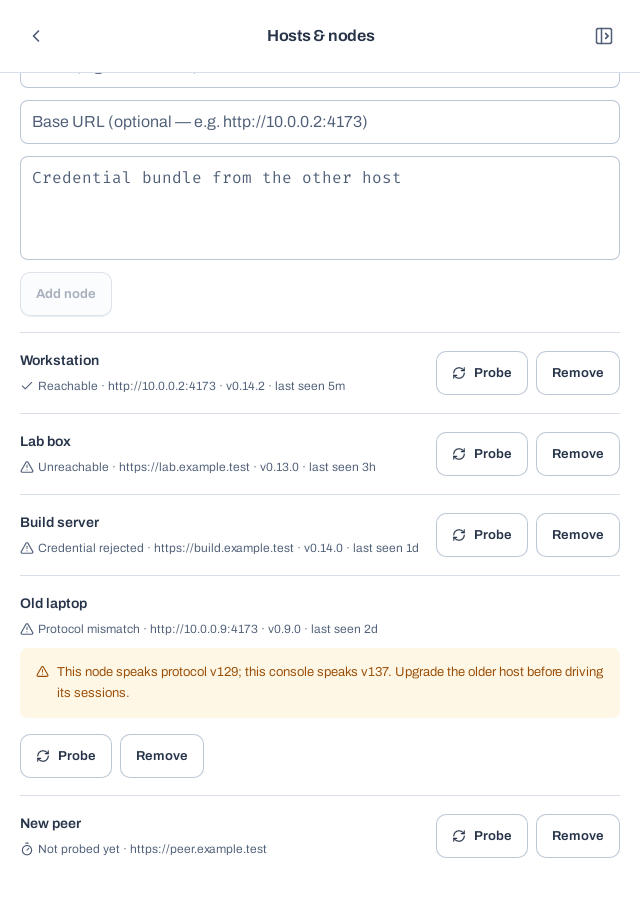 Hosts & nodes
Base URL (optional — e.g. http://10.0.0.2:4173)
Credential bundle from the other host
Add node
Workstation
Reachable · http://10.0.0.2:4173 · v0.14.2 · last seen 5m
Probe
Remove
Lab box
Unreachable · https://lab.example.test · v0.13.0 · last seen 3h
Probe
Remove
Build server
Credential rejected · https://build.example.test · v0.14.0 · last seen 1d
Probe
Remove
Old laptop
Protocol mismatch · http://10.0.0.9:4173 · v0.9.0 · last seen 2d
This node speaks protocol v129; this console speaks v137. Upgrade the older host before driving
its sessions.
Probe
Remove
New peer
Not probed yet · https://peer.example.test
Probe
Remove